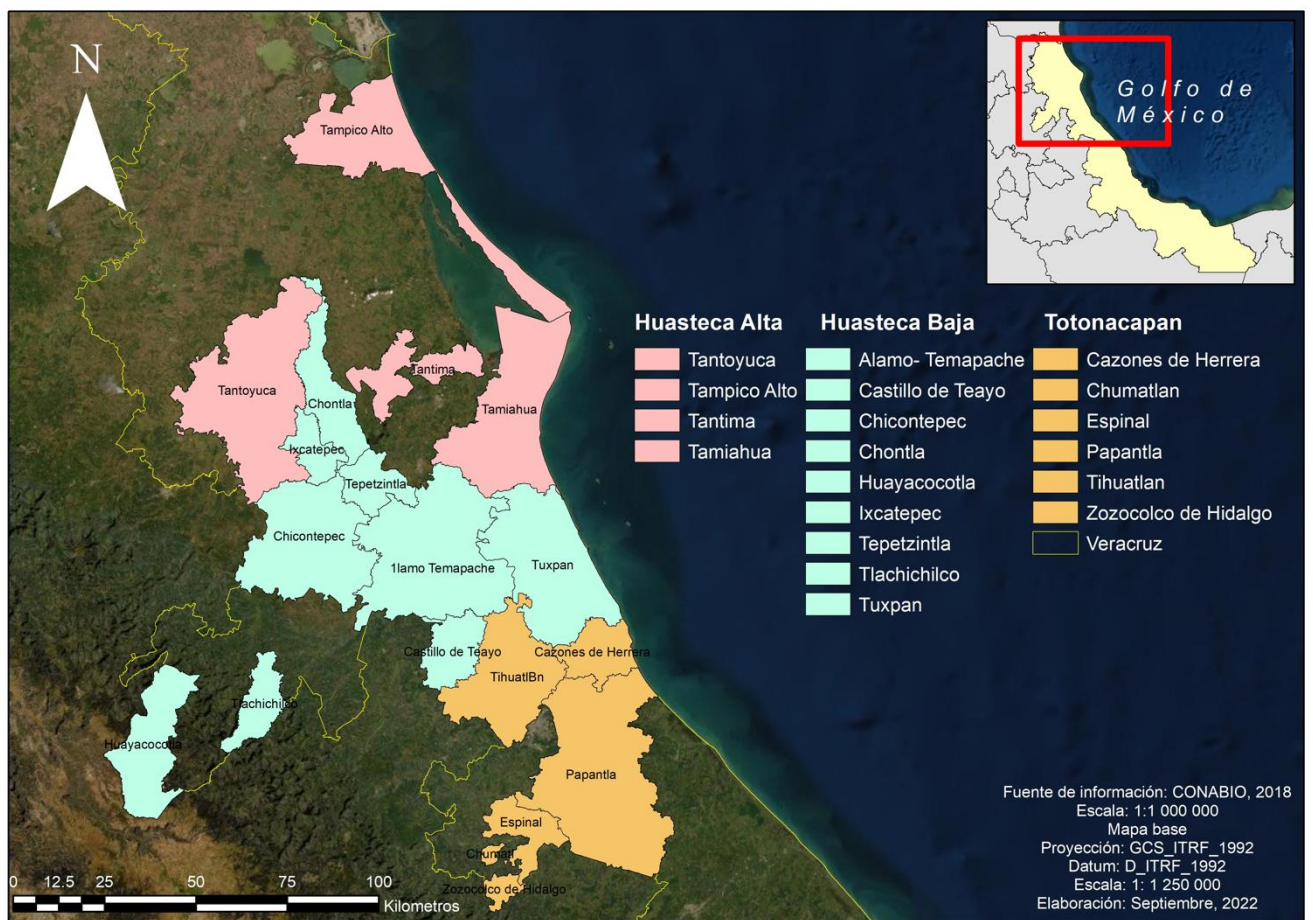 N
Golfo de
México
Tampico Alto
Tantoyuca
Tantima
Chontla
Tamiahua
Ixcatepec
Tepetzintla
Chicontepec
1lamo Temapache
Tuxpan
Castillo de Teayo
Cazones de Herrera
TihuatlBn
Tlachichilco
Huayacocotla
Papantla
Espinal
Chumatl
Zozocolco de Hidalgo
Huasteca Alta
Tantoyuca
Tampico Alto
Tantima
Tamiahua
Huasteca Baja
Alamo- Temapache
Castillo de Teayo
Chicontepec
Chontla
Huayacocotla
Ixcatepec
Tepetzintla
Tlachichilco
Tuxpan
Totonacapan
Cazones de Herrera
Chumatlan
Espinal
Papantla
Tihuatlan
Zozocolco de Hidalgo
Veracruz
0 12.5 25 50 75 100
Kilometros
Fuente de información: CONABIO, 2018
Escala: 1:1 000 000
Mapa base
Proyección: GCS_ITRF_1992
Datum: D_ITRF_1992
Escala: 1: 1 250 000
Elaboración: Septiembre, 2022